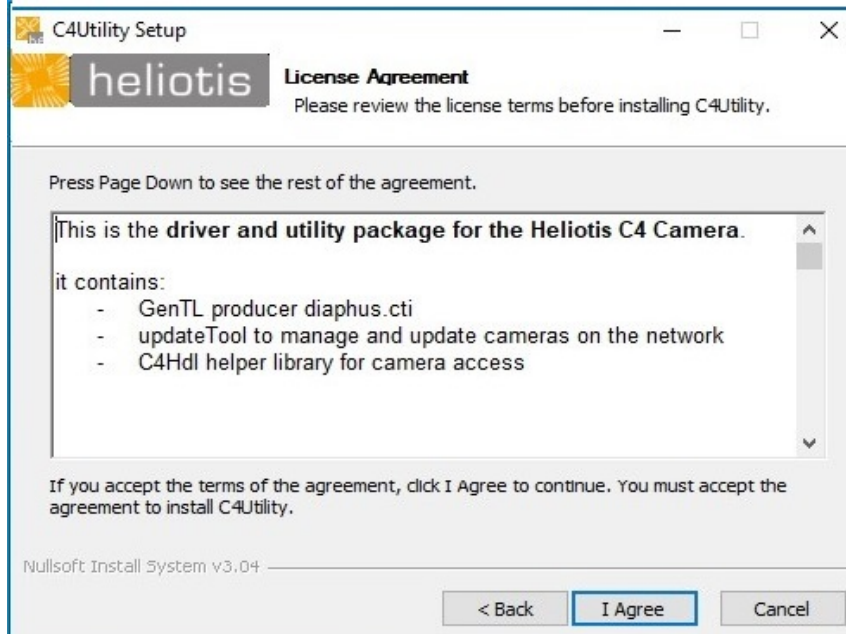 C4Utility Setup
heliotis
License Agreement
Please review the license terms before installing C4Utility.
Press Page Down to see the rest of the agreement.
This is the driver and utility package for the Heliotis C4 Camera.
it contains:
- GenTL producer diaphus.cti
- updateTool to manage and update cameras on the network
- C4Hdl helper library for camera access
If you accept the terms of the agreement, click I Agree to continue. You must accept the
agreement to install C4Utility.
Nullsoft Install System v3.04
< Back I Agree Cancel